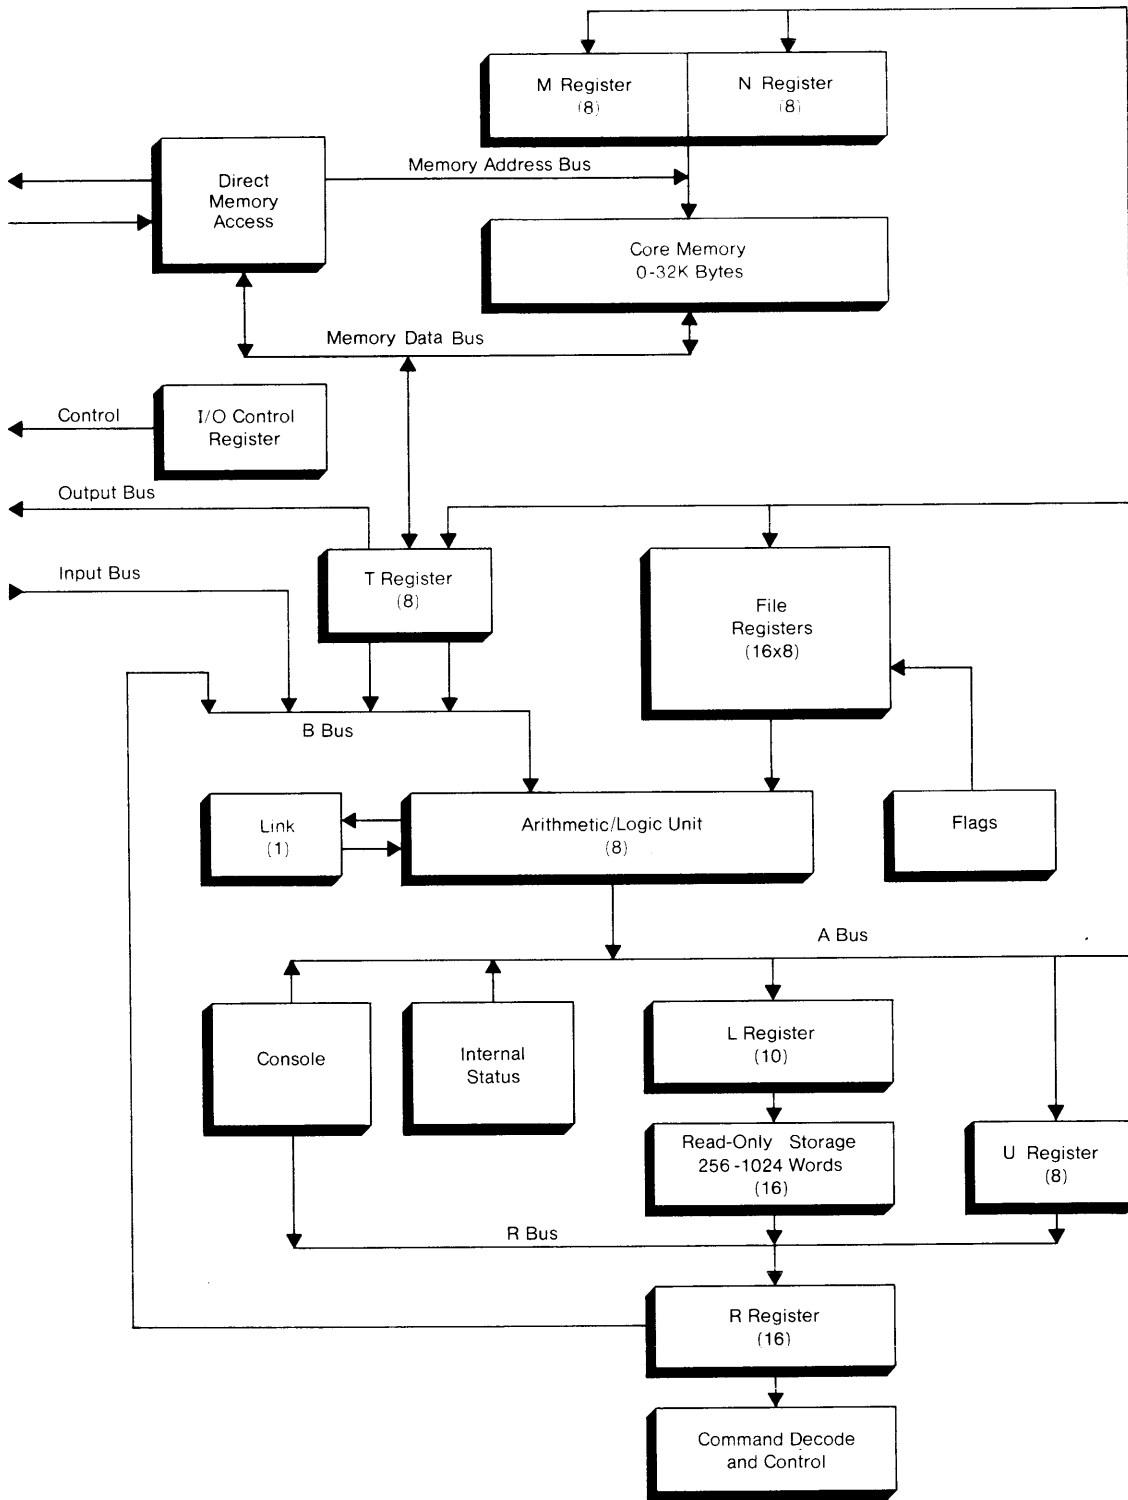 M Register
(8)
N Register
(8)
Direct
Memory
Access
Memory Address Bus
Core Memory
0-32K Bytes
Memory Data Bus
Control
I/O Control
Register
Output Bus
Input Bus
T Register
(8)
File
Registers
(16x8)
B Bus
Link
(1)
Arithmetic/Logic Unit
(8)
Flags
A Bus
Console
Internal
Status
L Register
(10)
Read-Only Storage
256-1024 Words
(16)
U Register
(8)
R Bus
R Register
(16)
Command Decode
and Control